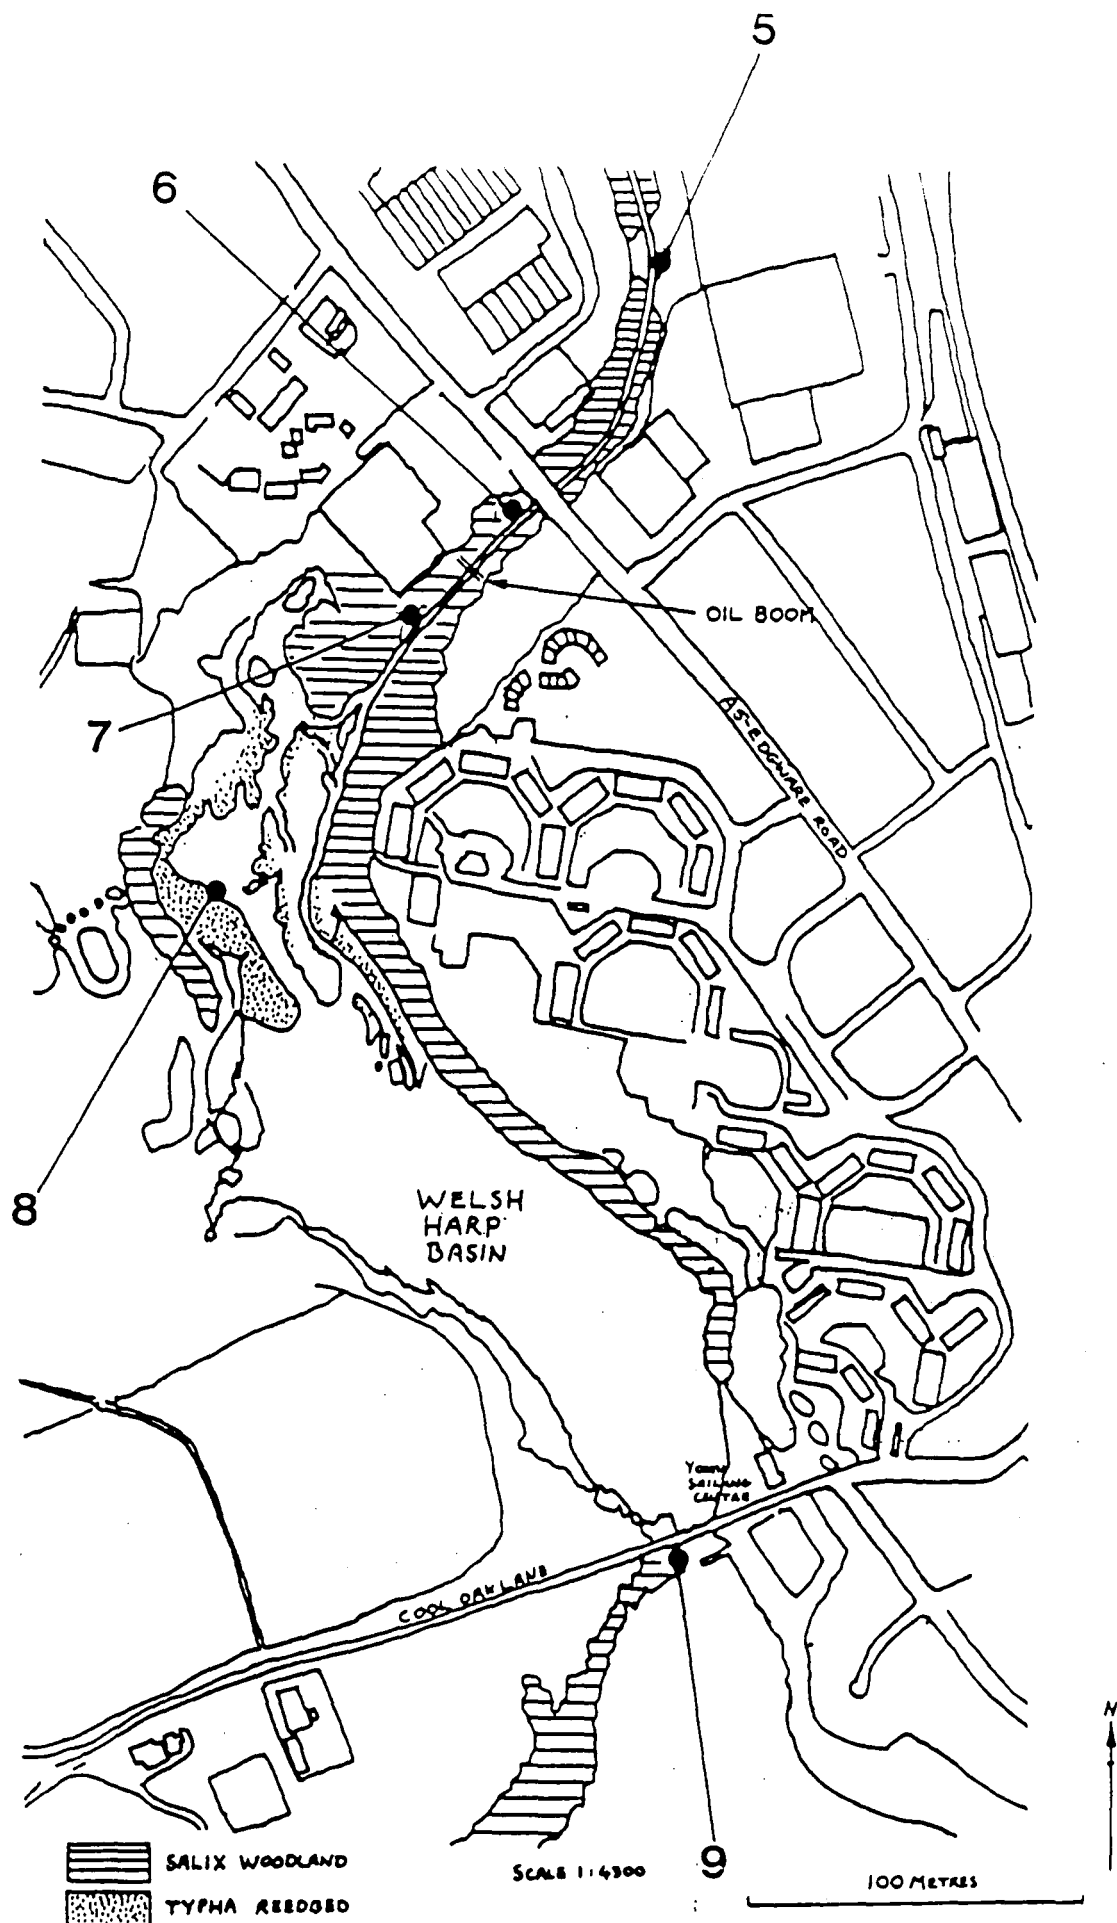 5
6
OIL BOOM
7
A5-EDGWARE ROAD
8
WELSH
HARP
BASIN
SAILING
CENTRE
COOL OAK LANE
N
9
SALIX WOODLAND
SCALE 1:4300
100 METRES
TYPHA REEDBED